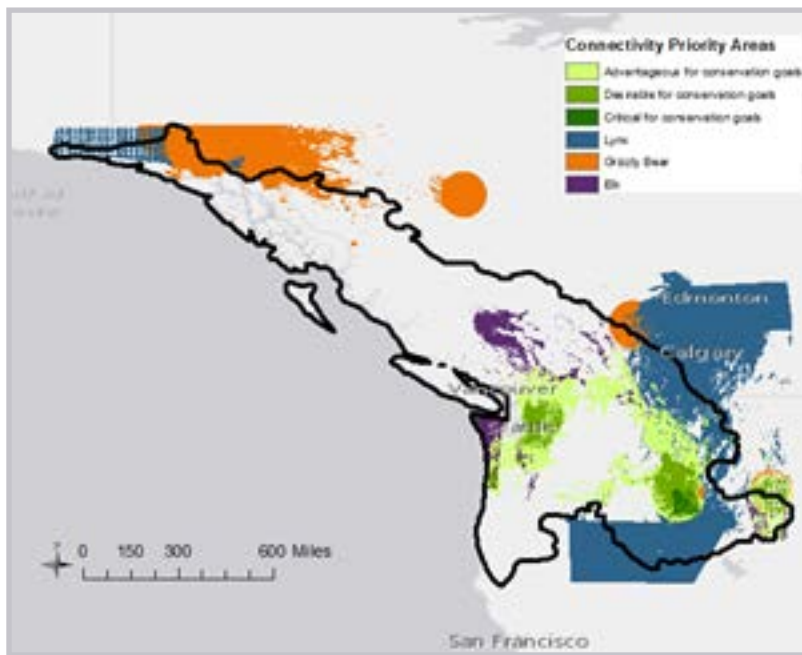 Connectivity Priority Areas
Advantageous for conservation goals
Desirable for conservation goals
Critical for conservation goals
Lynx
Grizzly Bear
Elk
Edmonton
Calgary
Vancouver
0 150 300 600 Miles
San Francisco